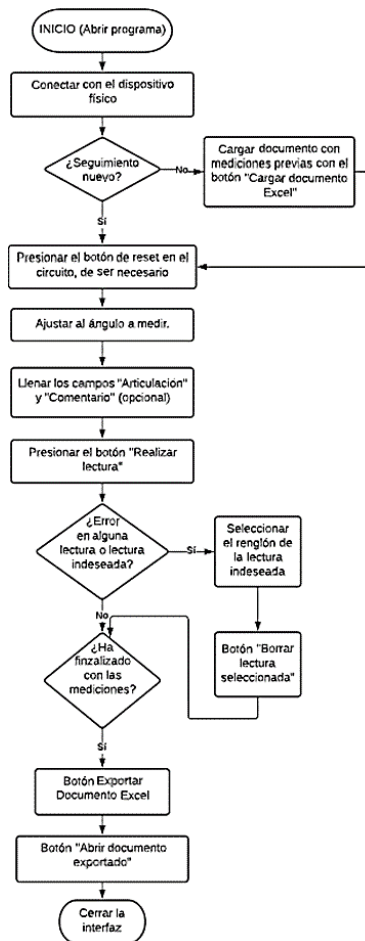 INICIO (Abrir programa)
Conectar con el dispositivo
físico
¿Seguimiento
nuevo?
No
Cargar documento con
mediciones previas con el
botón "Cargar documento
Excel"
Sí
Presionar el botón de reset en el
circuito, de ser necesario
Ajustar al ángulo a medir.
Llenar los campos "Articulación"
y "Comentario" (opcional)
Presionar el botón "Realizar
lectura"
¿Error
en alguna
lectura o lectura
indeseada?
Sí
Seleccionar
el renglón de
la lectura
indeseada
No
Botón "Borrar
lectura
seleccionada"
¿Ha
finzalizado
con las
mediciones?
Sí
Botón Exportar
Documento Excel
Botón "Abrir documento
exportado"
Cerrar la
interfaz